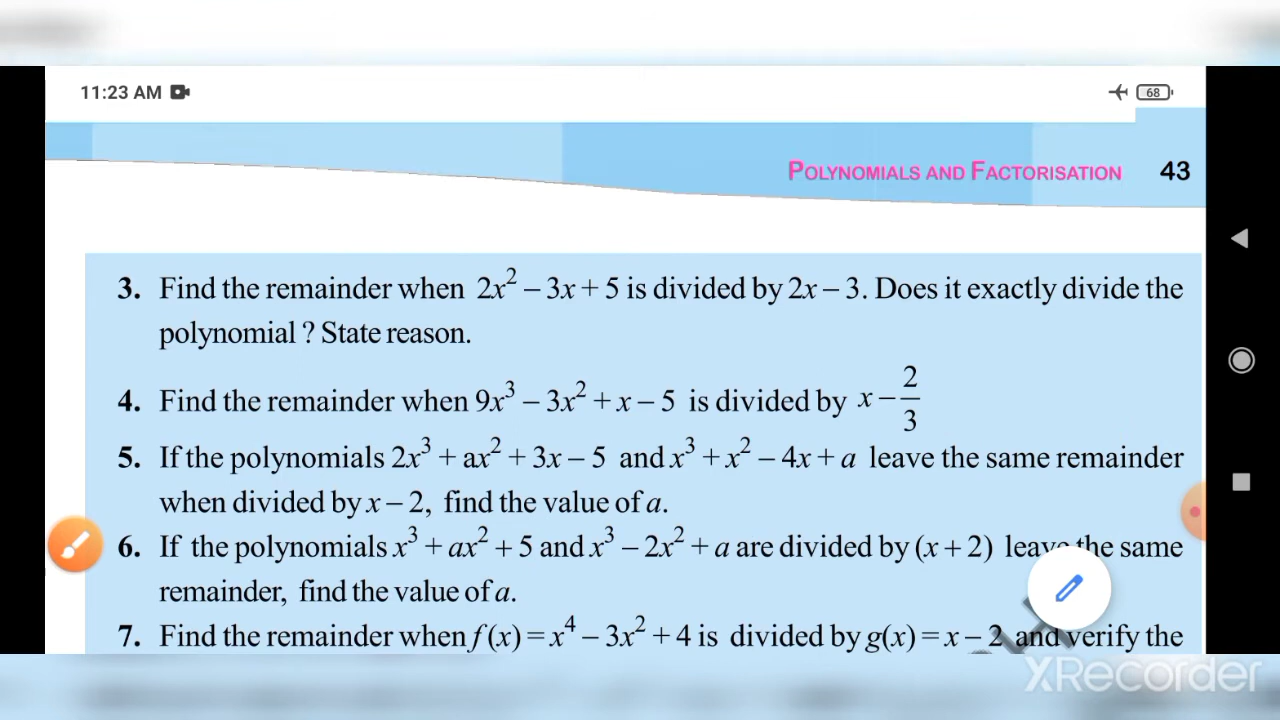 11:23 AM
68
POLYNOMIALS AND FACTORISATION 43
3. Find the remainder when 2x² – 3x + 5 is divided by 2x – 3. Does it exactly divide the
polynomial ? State reason.
4. Find the remainder when 9x³ – 3x² + x – 5 is divided by x – 2/3
5. If the polynomials 2x³ + ax² + 3x – 5 and x³ + x² – 4x + a leave the same remainder
when divided by x – 2, find the value of a.
6. If the polynomials x³ + ax² + 5 and x³ – 2x² + a are divided by (x + 2) leave the same
remainder, find the value of a.
7. Find the remainder when f (x) = x⁴ – 3x² + 4 is divided by g(x) = x – 2 and verify the
XRecorder